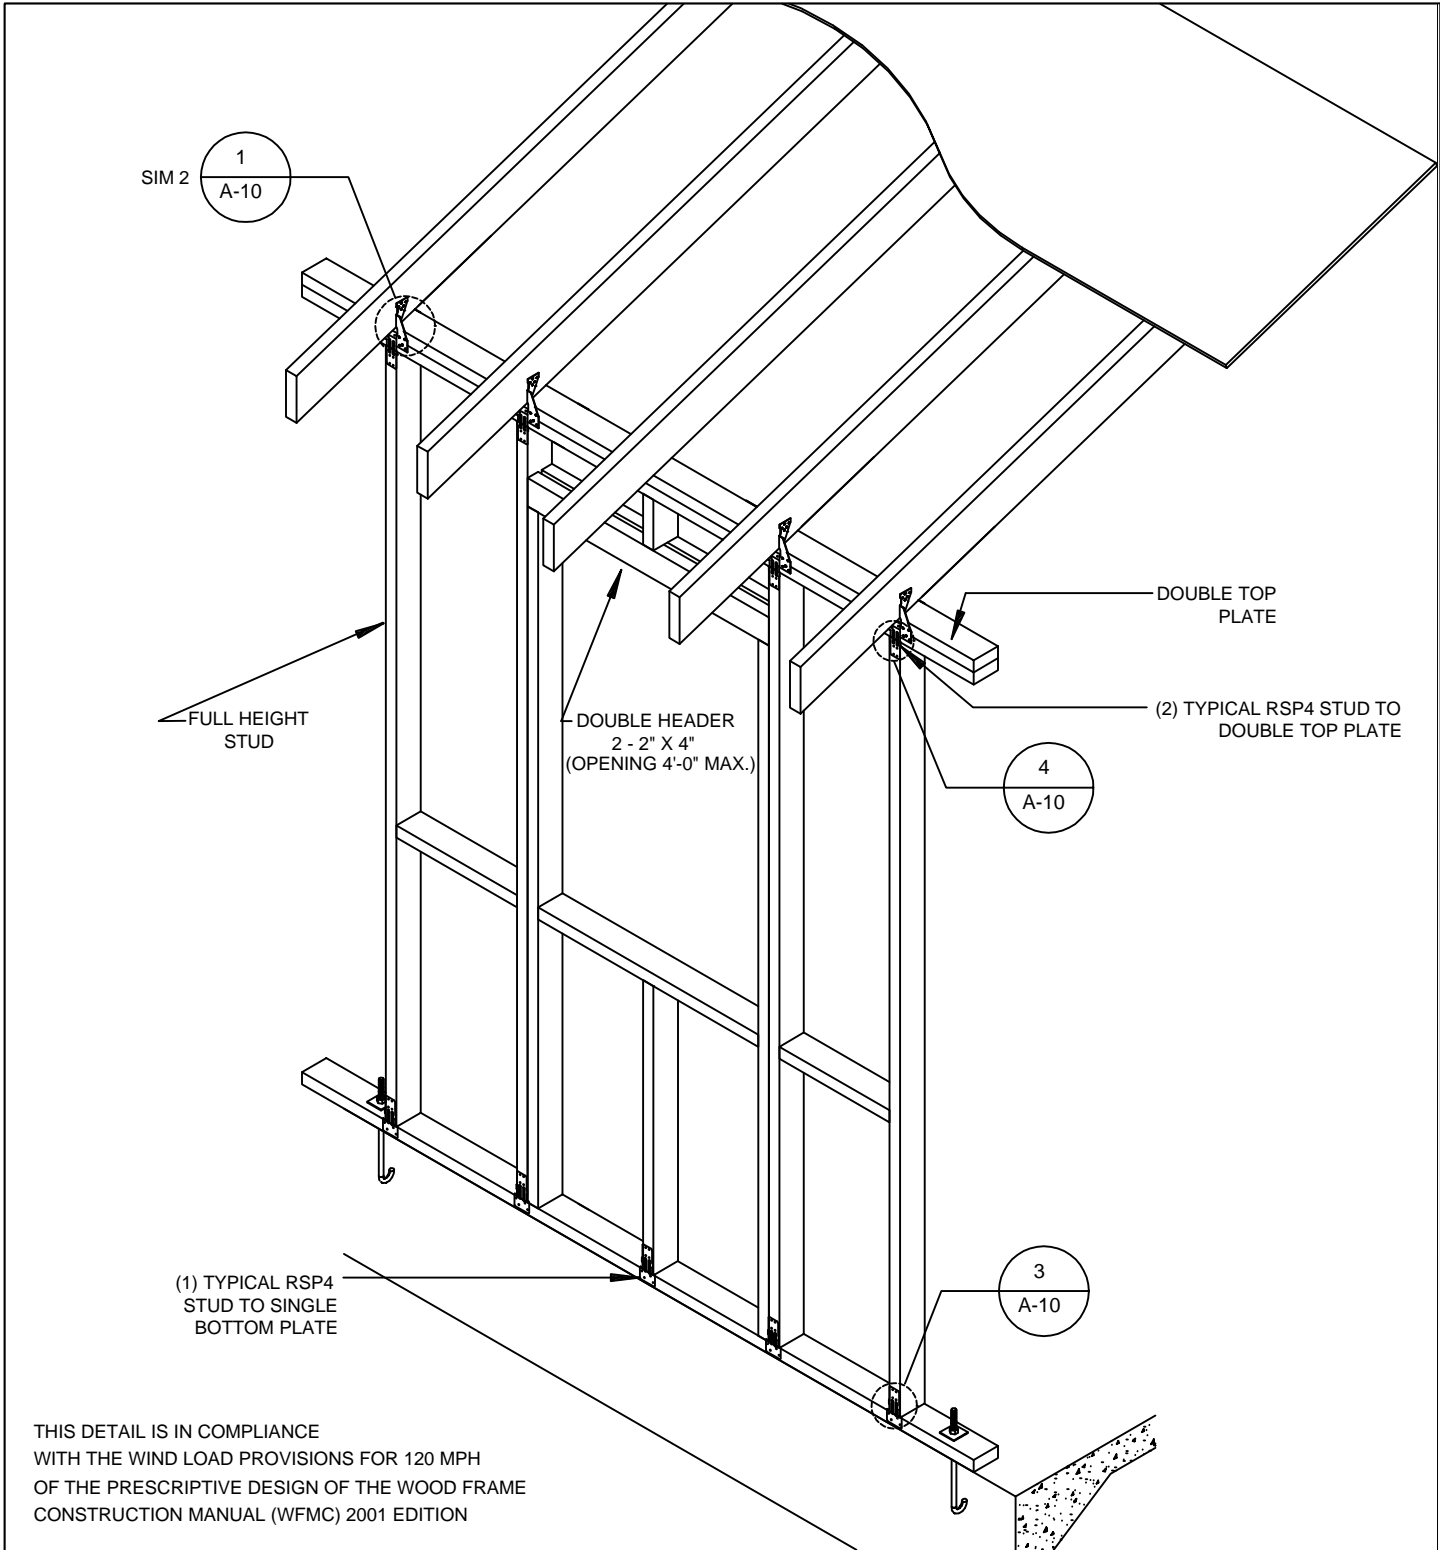 1
SIM 2
A-10
DOUBLE TOP
PLATE
FULL HEIGHT
STUD
DOUBLE HEADER
2 - 2" X 4"
(OPENING 4'-0" MAX.)
(2) TYPICAL RSP4 STUD TO
DOUBLE TOP PLATE
4
A-10
(1) TYPICAL RSP4
STUD TO SINGLE
BOTTOM PLATE
3
A-10
THIS DETAIL IS IN COMPLIANCE
WITH THE WIND LOAD PROVISIONS FOR 120 MPH
OF THE PRESCRIPTIVE DESIGN OF THE WOOD FRAME
CONSTRUCTION MANUAL (WFMC) 2001 EDITION